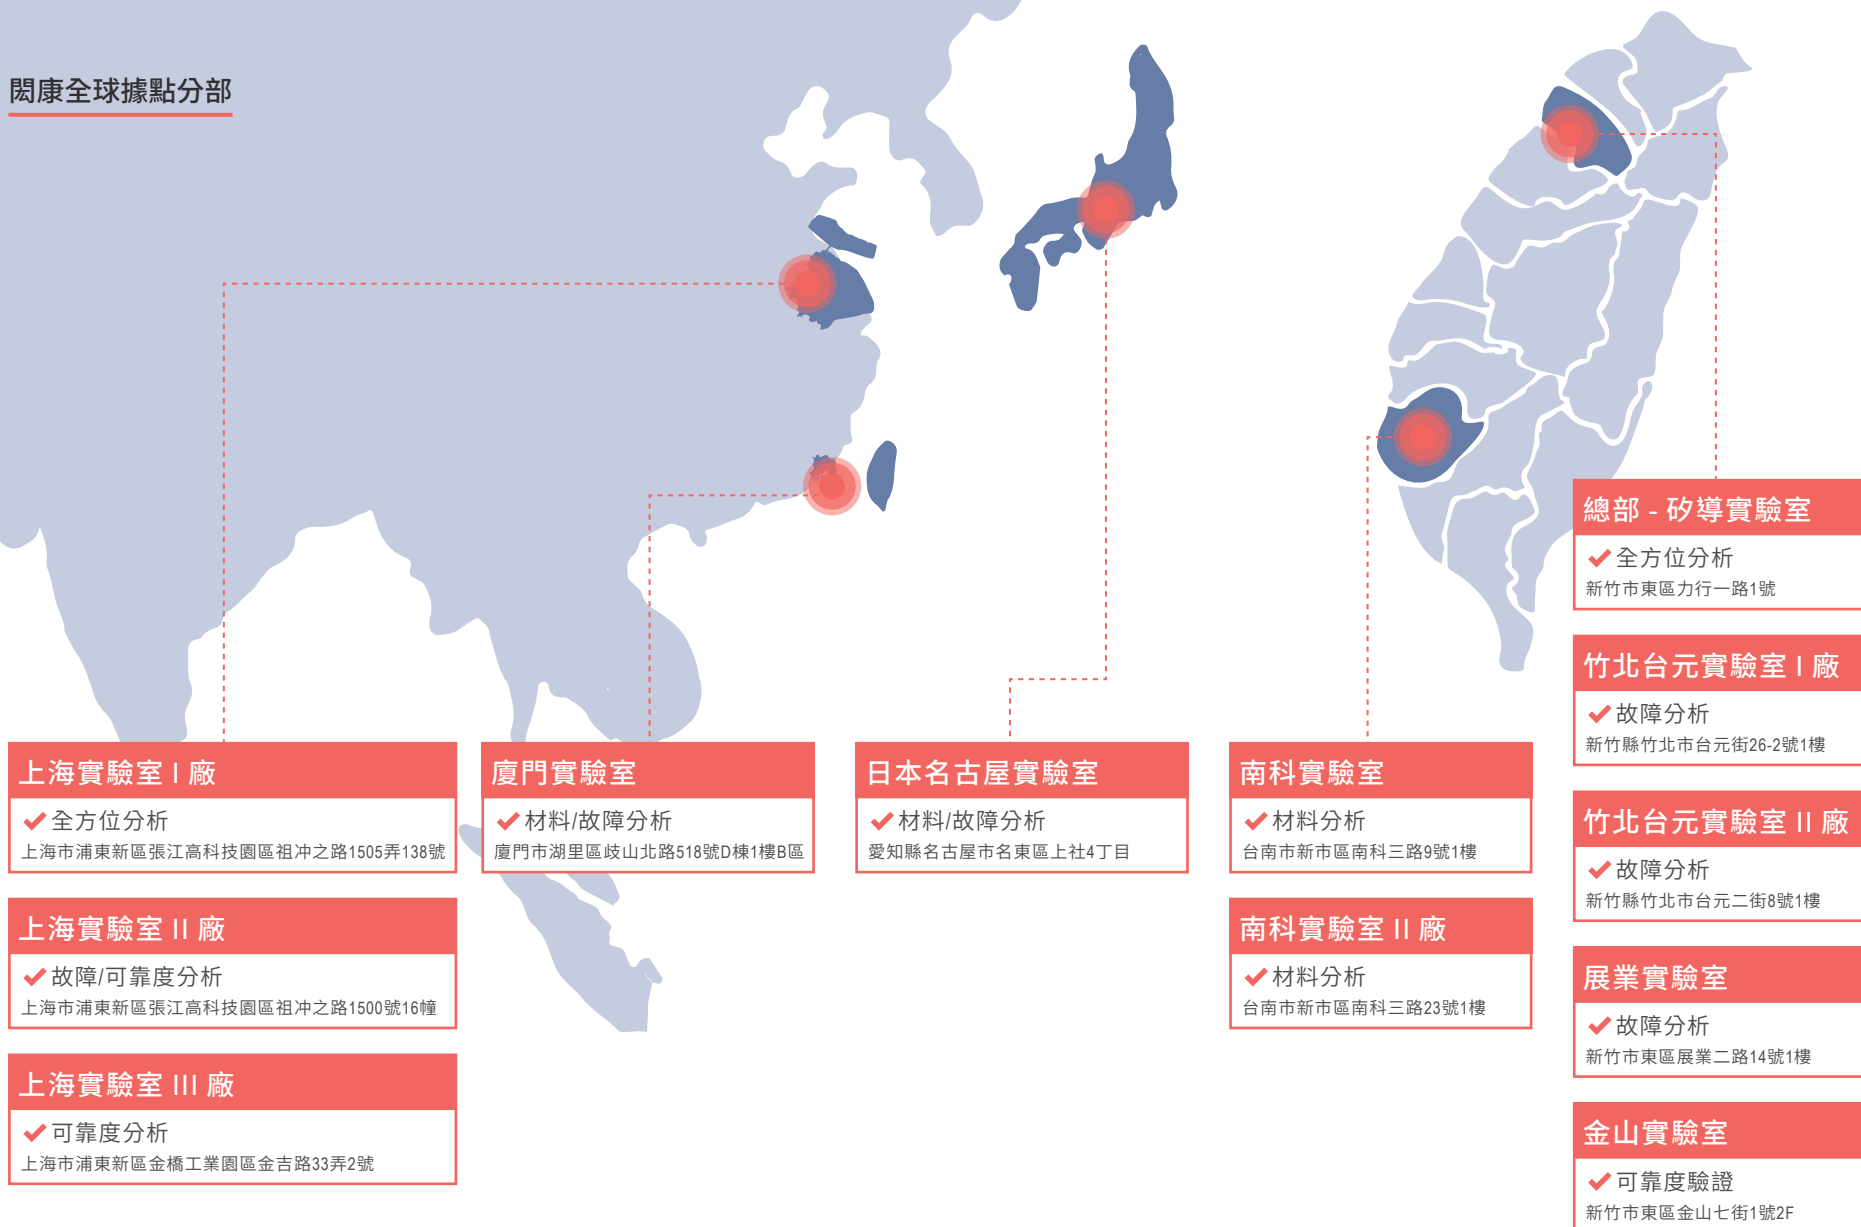 閎康全球據點分部
總部 - 矽導實驗室
全方位分析
新竹市東區力行一路1號
竹北台元實驗室 I 廠
故障分析
新竹縣竹北市台元街26-2號1樓
竹北台元實驗室 II 廠
故障分析
新竹縣竹北市台元二街8號1樓
展業實驗室
故障分析
新竹市東區展業二路14號1樓
金山實驗室
可靠度驗證
新竹市東區金山七街1號2F
上海實驗室 I 廠
全方位分析
上海市浦東新區張江高科技園區祖冲之路1505弄138號
上海實驗室 II 廠
故障/可靠度分析
上海市浦東新區張江高科技園區祖冲之路1500號16幢
上海實驗室 III 廠
可靠度分析
上海市浦東新區金橋工業園區金吉路33弄2號
廈門實驗室
材料/故障分析
廈門市湖里區歧山北路518號D棟1樓B區
日本名古屋實驗室
材料/故障分析
愛知縣名古屋市名東區上社4丁目
南科實驗室
材料分析
台南市新市區南科三路9號1樓
南科實驗室 II 廠
材料分析
台南市新市區南科三路23號1樓